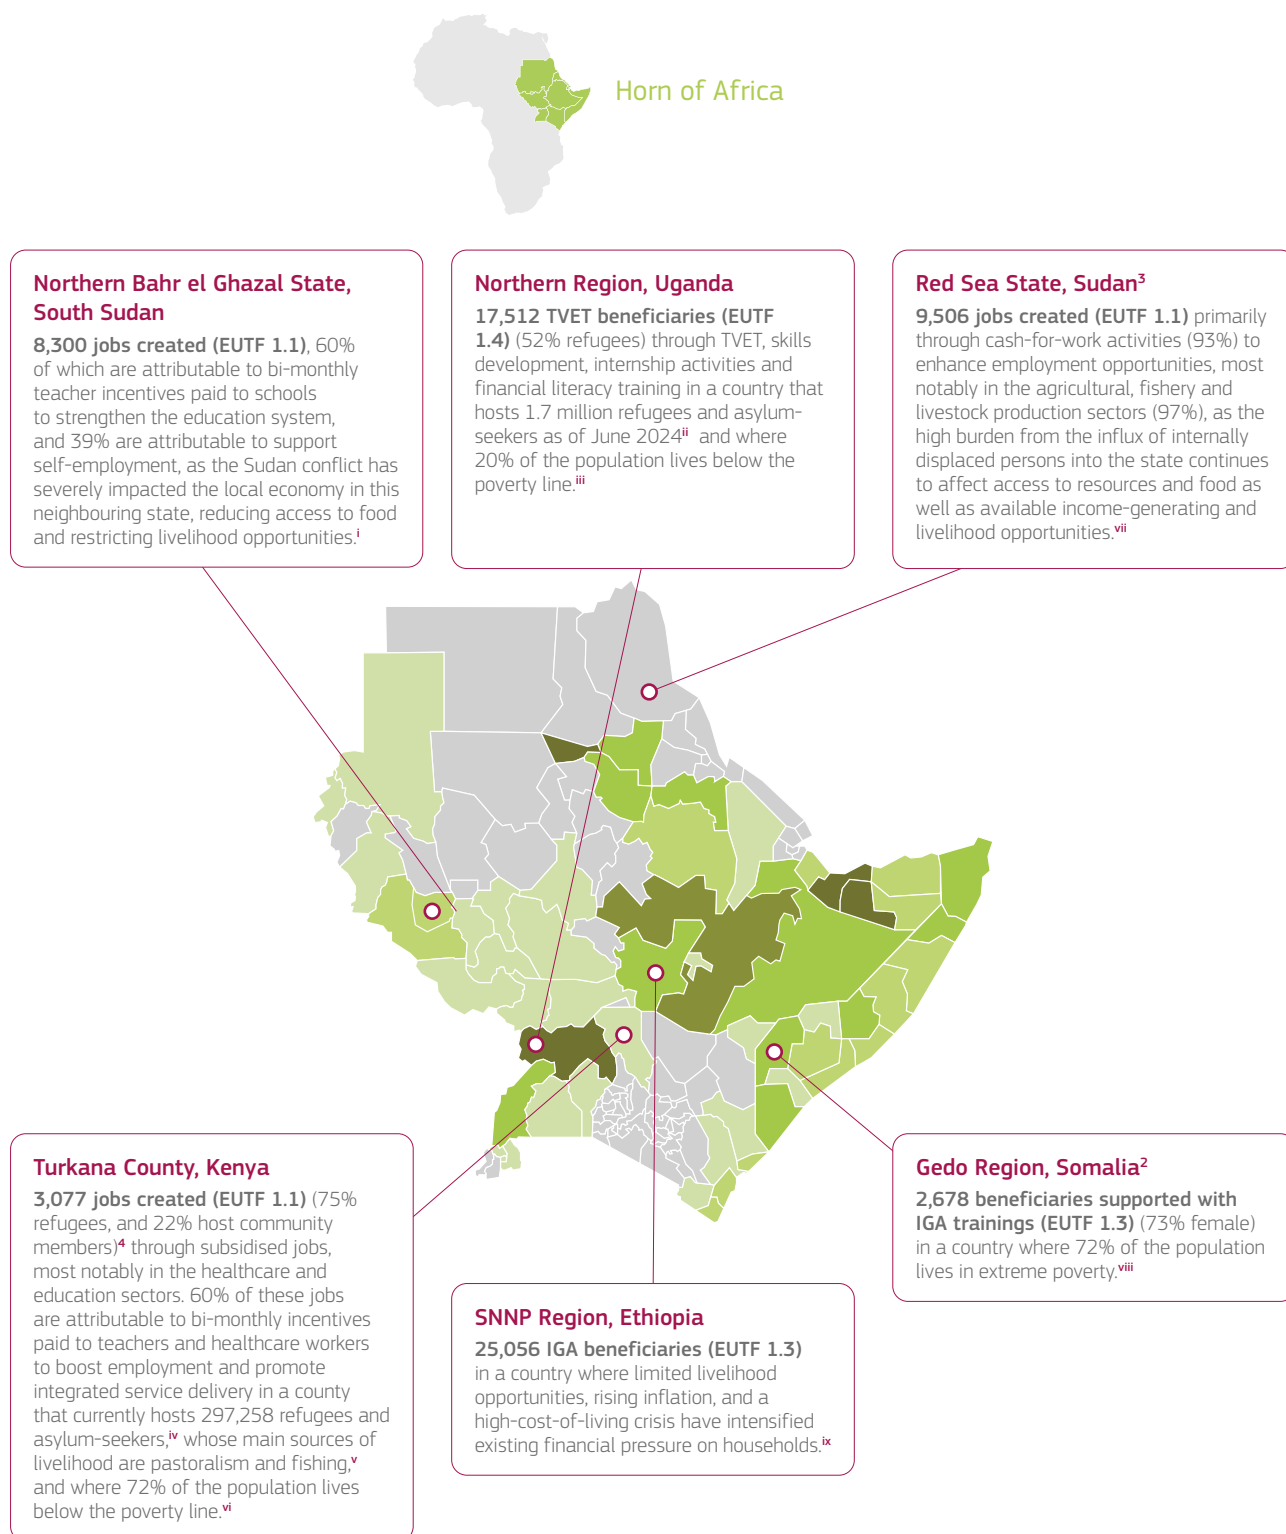 Horn of Africa
Northern Bahr el Ghazal State,
South Sudan
8,300 jobs created (EUTF 1.1), 60%
of which are attributable to bi-monthly
teacher incentives paid to schools
to strengthen the education system,
and 39% are attributable to support
self-employment, as the Sudan conflict has
severely impacted the local economy in this
neighbouring state, reducing access to food
and restricting livelihood opportunities.i
Northern Region, Uganda
17,512 TVET beneficiaries (EUTF
1.4) (52% refugees) through TVET, skills
development, internship activities and
financial literacy training in a country that
hosts 1.7 million refugees and asylum-
seekers as of June 2024ii and where
20% of the population lives below the
poverty line.iii
Red Sea State, Sudan3
9,506 jobs created (EUTF 1.1) primarily
through cash-for-work activities (93%) to
enhance employment opportunities, most
notably in the agricultural, fishery and
livestock production sectors (97%), as the
high burden from the influx of internally
displaced persons into the state continues
to affect access to resources and food as
well as available income-generating and
livelihood opportunities.vii
Turkana County, Kenya
3,077 jobs created (EUTF 1.1) (75%
refugees, and 22% host community
members)4 through subsidised jobs,
most notably in the healthcare and
education sectors. 60% of these jobs
are attributable to bi-monthly incentives
paid to teachers and healthcare workers
to boost employment and promote
integrated service delivery in a county
that currently hosts 297,258 refugees and
asylum-seekers,iv whose main sources of
livelihood are pastoralism and fishing,v
and where 72% of the population lives
below the poverty line.vi
SNNP Region, Ethiopia
25,056 IGA beneficiaries (EUTF 1.3)
in a country where limited livelihood
opportunities, rising inflation, and a
high-cost-of-living crisis have intensified
existing financial pressure on households.ix
Gedo Region, Somalia2
2,678 beneficiaries supported with
IGA trainings (EUTF 1.3) (73% female)
in a country where 72% of the population
lives in extreme poverty.viii